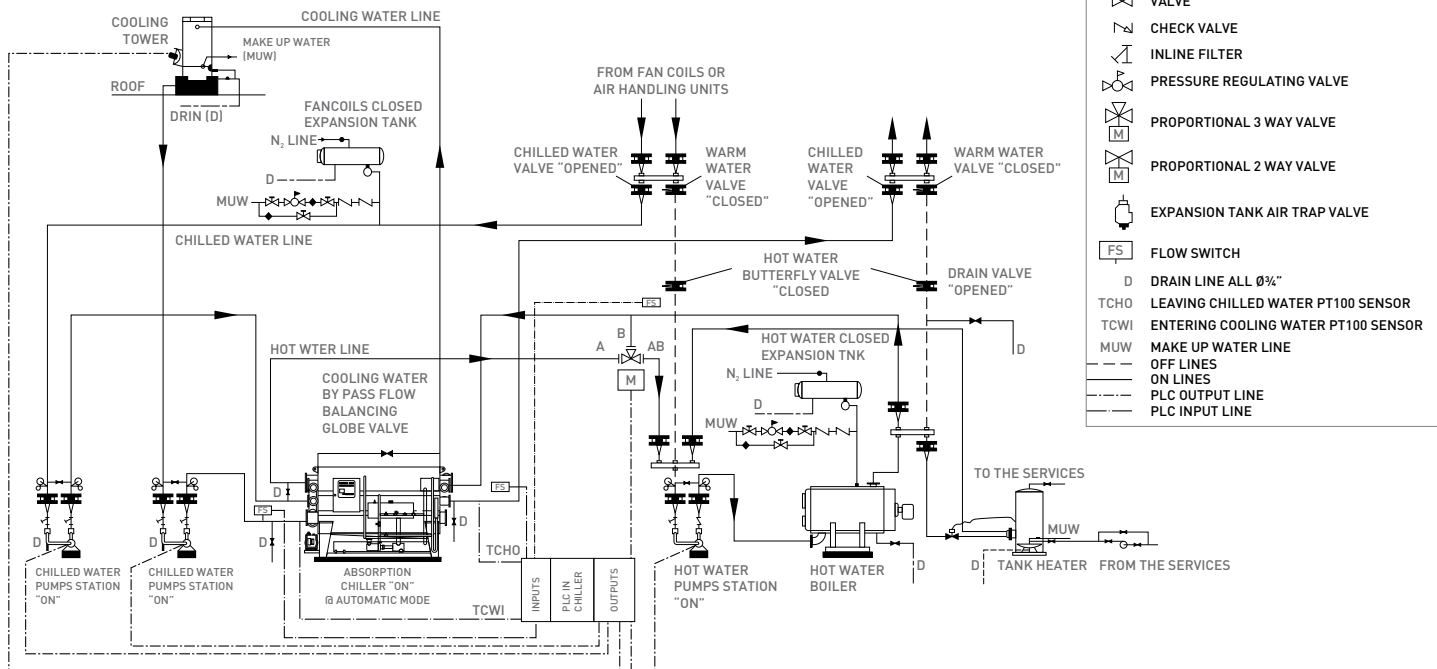 COOLING WATER LINE
COOLING
TOWER
MAKE UP WATER
(MUW)
ROOF
DRIN (D)
FANCOILS CLOSED
EXPANSION TANK
N₂ LINE
D
MUW
CHILLED WATER LINE
FROM FAN COILS OR
AIR HANDLING UNITS
CHILLED WATER
VALVE "OPENED"
WARM
WATER
VALVE
"CLOSED"
CHILLED
WATER
VALVE
"OPENED"
WARM WATER
VALVE "CLOSED"
HOT WATER
BUTTERFLY VALVE
"CLOSED
DRAIN VALVE
"OPENED"
FS
D
HOT WTER LINE
A
B
AB
M
HOT WATER CLOSED
EXPANSION TNK
N₂ LINE
D
MUW
COOLING WATER
BY PASS FLOW
BALANCING
GLOBE VALVE
D
FS
FS
D
D
D
D
CHILLED WATER
PUMPS STATION
"ON"
CHILLED WATER
PUMPS STATION
"ON"
ABSORPTION
CHILLER "ON"
@ AUTOMATIC MODE
TCHO
TCWI
INPUTS
PLC IN
CHILLER
OUTPUTS
D
HOT WATER
PUMPS STATION
"ON"
HOT WATER
BOILER
D
TO THE SERVICES
MUW
D
TANK HEATER
FROM THE SERVICES
VALVE
CHECK VALVE
INLINE FILTER
PRESSURE REGULATING VALVE
M
PROPORTIONAL 3 WAY VALVE
M
PROPORTIONAL 2 WAY VALVE
EXPANSION TANK AIR TRAP VALVE
FS FLOW SWITCH
D DRAIN LINE ALL Ø¾"
TCHO LEAVING CHILLED WATER PT100 SENSOR
TCWI ENTERING COOLING WATER PT100 SENSOR
MUW MAKE UP WATER LINE
OFF LINES
ON LINES
PLC OUTPUT LINE
PLC INPUT LINE